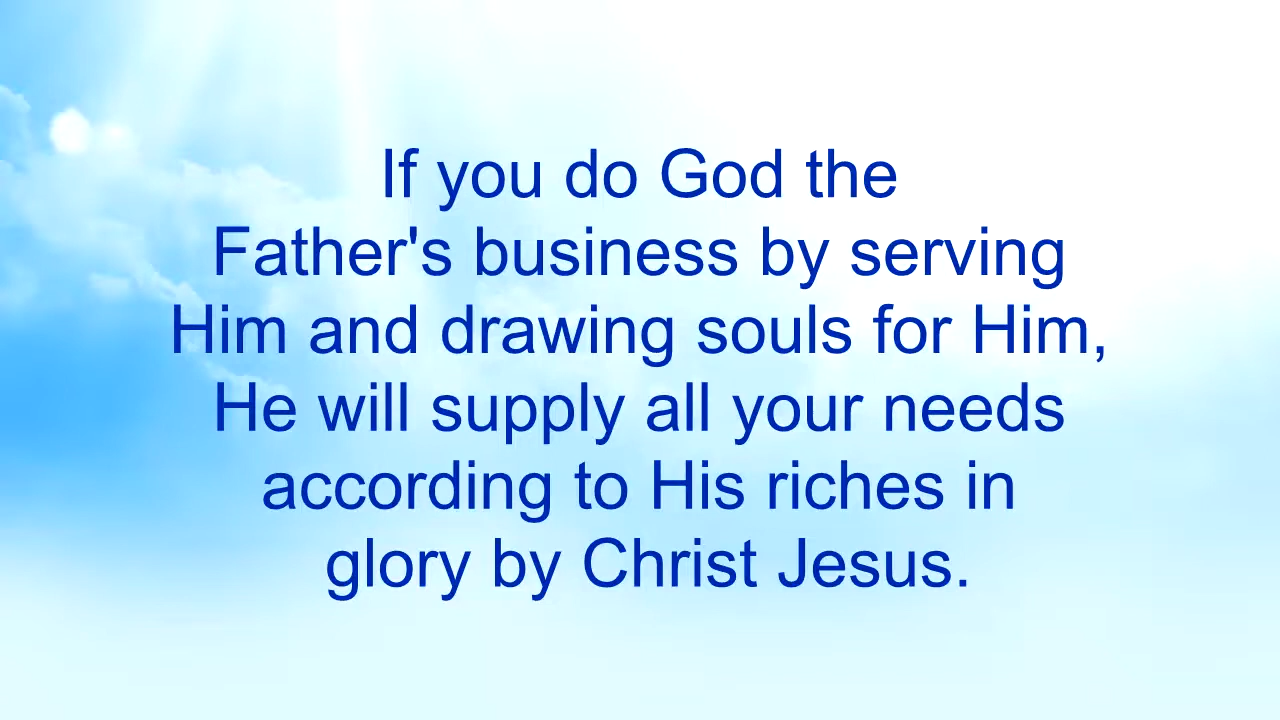 If you do God the
Father's business by serving
Him and drawing souls for Him,
He will supply all your needs
according to His riches in
glory by Christ Jesus.